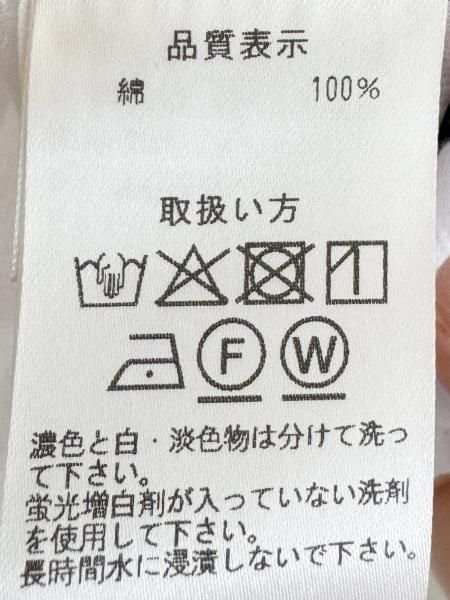 品質表示
綿 100%
取扱い方
F W
濃色と白・淡色物は分けて洗っ
て下さい。
蛍光増白剤が入っていない洗剤
を使用して下さい。
長時間水に浸漬しないで下さい。